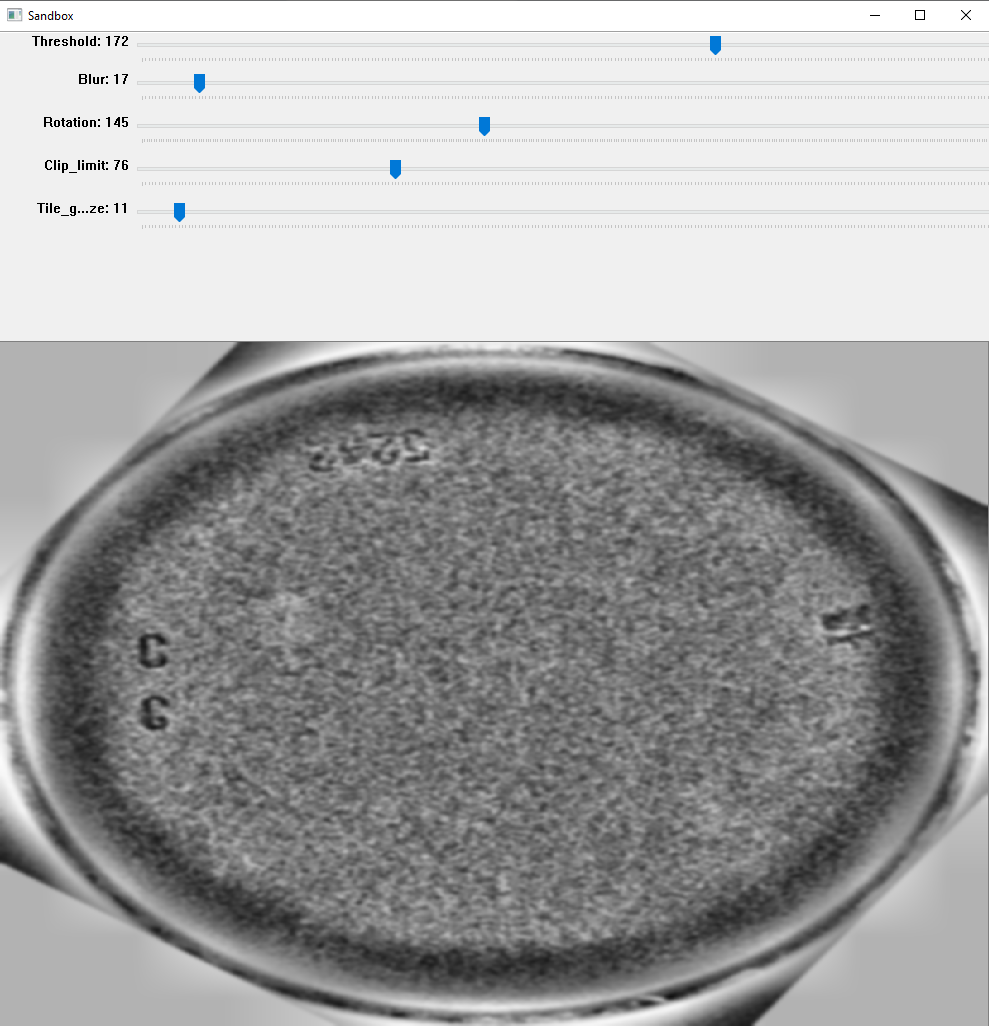 Sandbox
Threshold: 172
Blur: 17
Rotation: 145
Clip_limit: 76
Tile_g...ze: 11
C
G